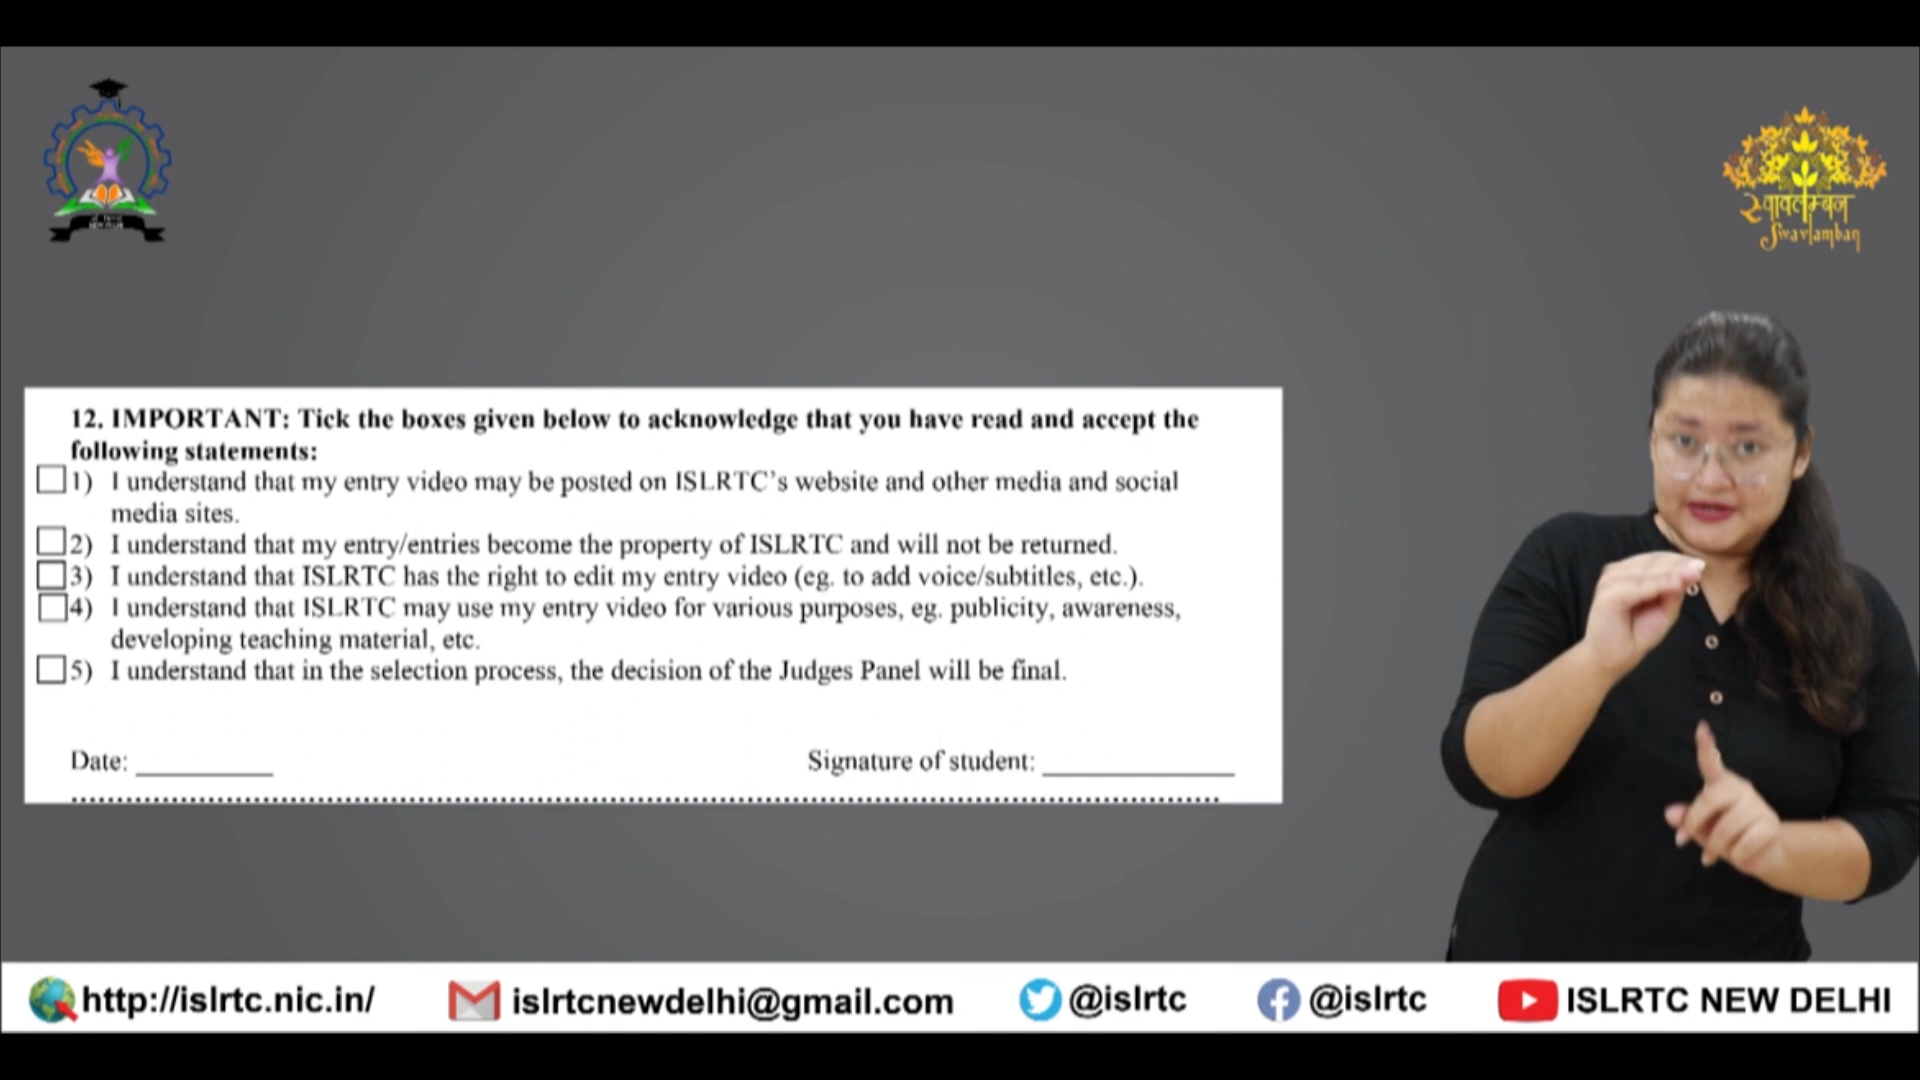 NEW DELHI
स्वावलम्बन
Swavlamban
12. IMPORTANT: Tick the boxes given below to acknowledge that you have read and accept the
following statements:
1) I understand that my entry video may be posted on ISLRTC's website and other media and social
media sites.
2) I understand that my entry/entries become the property of ISLRTC and will not be returned.
3) I understand that ISLRTC has the right to edit my entry video (eg. to add voice/subtitles, etc.).
4) I understand that ISLRTC may use my entry video for various purposes, eg. publicity, awareness,
developing teaching material, etc.
5) I understand that in the selection process, the decision of the Judges Panel will be final.
Date: __________ Signature of student: ______________
http://islrtc.nic.in/ islrtcnewdelhi@gmail.com @islrtc @islrtc ISLRTC NEW DELHI